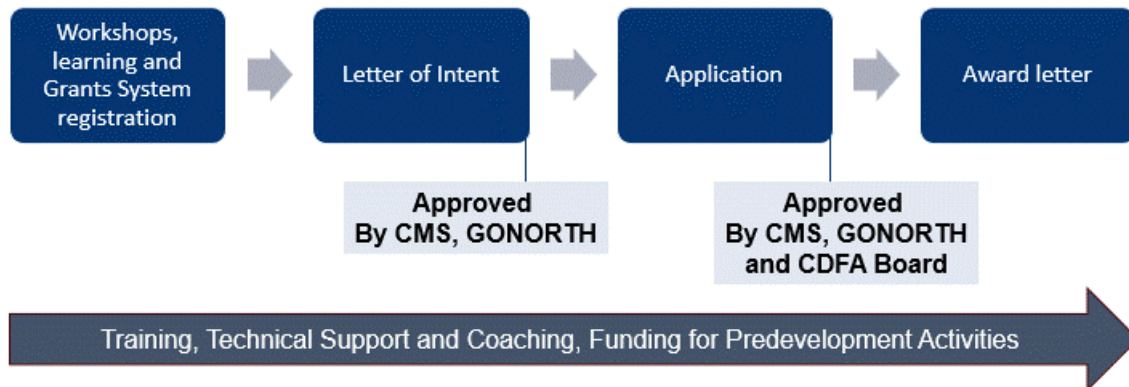 Workshops,
learning and
Grants System
registration
Letter of Intent
Application
Award letter
Approved
By CMS, GONORTH
Approved
By CMS, GONORTH
and CDFA Board
Training, Technical Support and Coaching, Funding for Predevelopment Activities